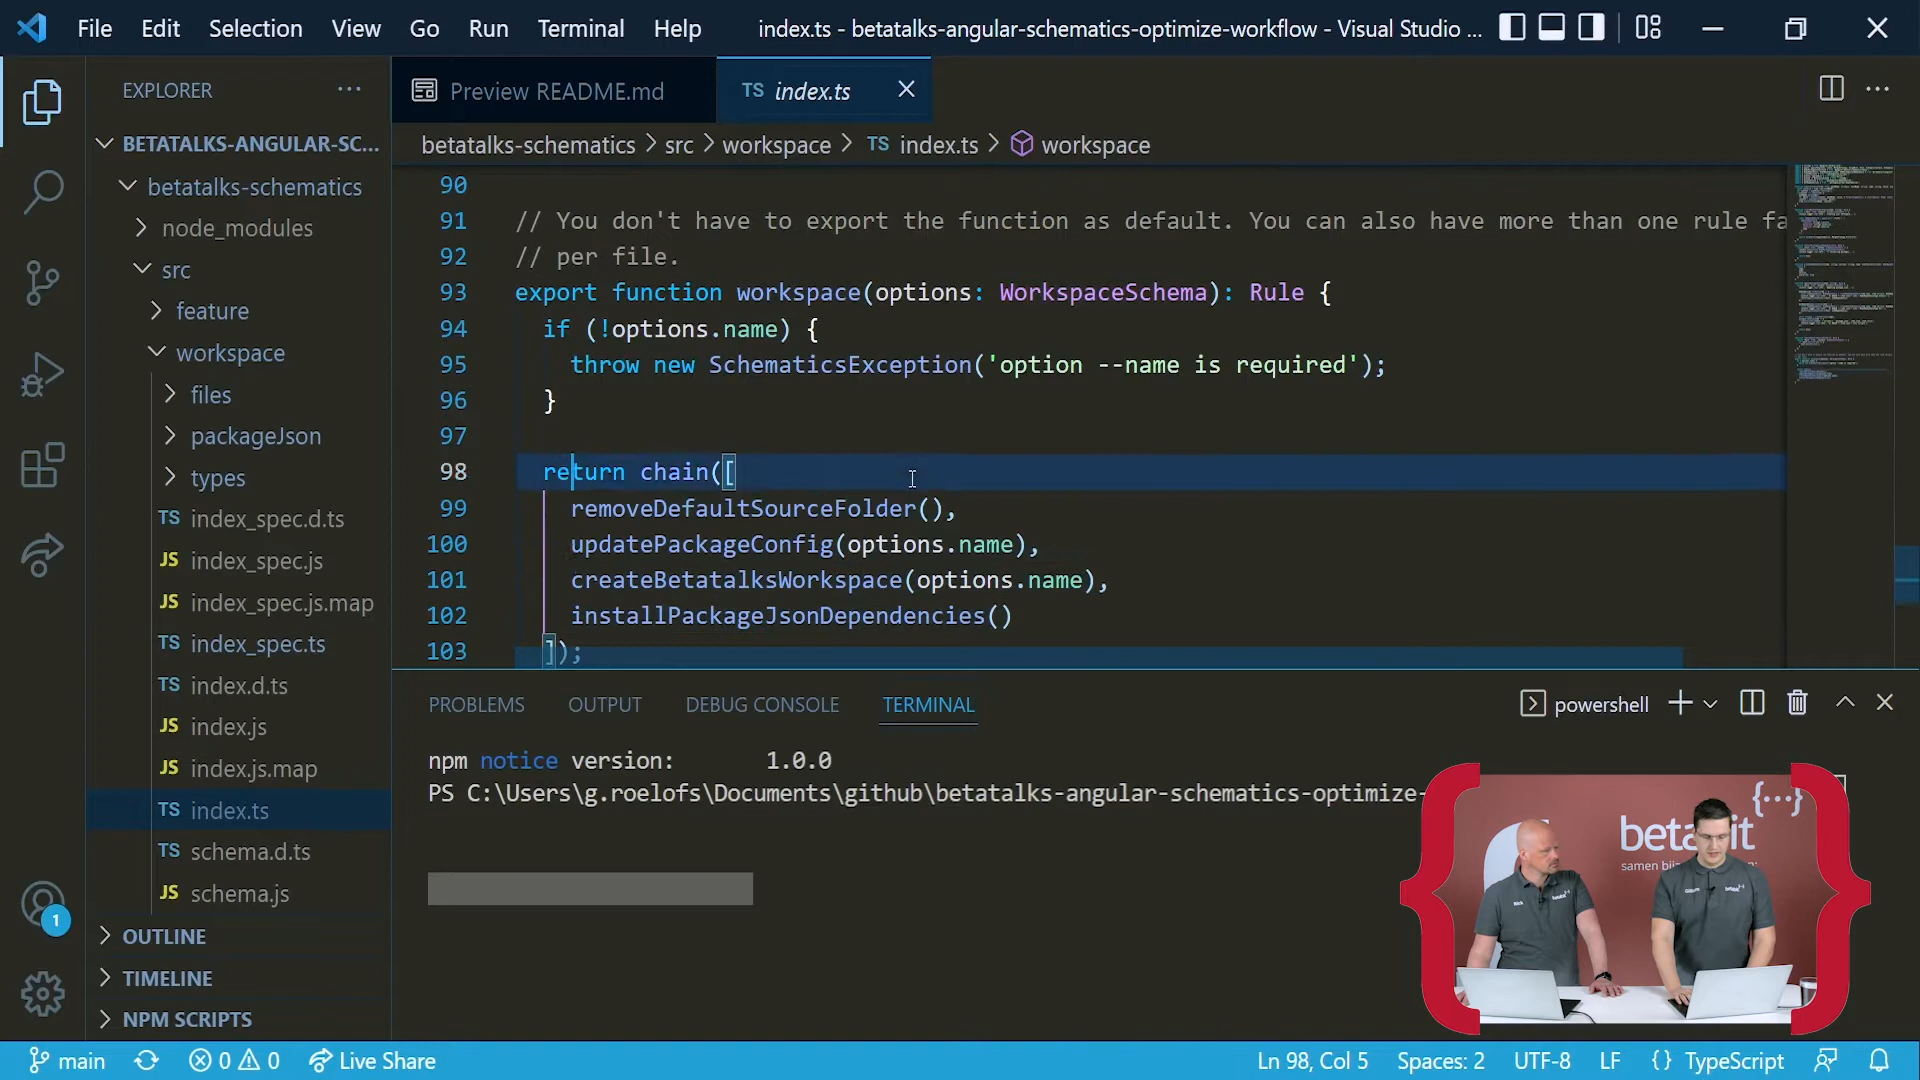 File Edit Selection View Go Run Terminal Help
index.ts - betatalks-angular-schematics-optimize-workflow - Visual Studio ...
EXPLORER ...
BETATALKS-ANGULAR-SC...
betatalks-schematics
node_modules
src
feature
workspace
files
packageJson
types
TS index_spec.d.ts
JS index_spec.js
JS index_spec.js.map
TS index_spec.ts
TS index.d.ts
JS index.js
JS index.js.map
TS index.ts
TS schema.d.ts
JS schema.js
OUTLINE
TIMELINE
NPM SCRIPTS
Preview README.md
TS index.ts
betatalks-schematics > src > workspace > TS index.ts > workspace
90
91 // You don't have to export the function as default. You can also have more than one rule fa
92 // per file.
93 export function workspace(options: WorkspaceSchema): Rule {
94 if (!options.name) {
95 throw new SchematicsException('option --name is required');
96 }
97
98 return chain([
99 removeDefaultSourceFolder(),
100 updatePackageConfig(options.name),
101 createBetatalksWorkspace(options.name),
102 installPackageJsonDependencies()
103 ]);
PROBLEMS OUTPUT DEBUG CONSOLE TERMINAL
powershell
npm notice version: 1.0.0
PS C:\Users\g.roelofs\Documents\github\betatalks-angular-schematics-optimize-
{...}
samen
1
main
0 0
Live Share
Ln 98, Col 5 Spaces: 2 UTF-8 LF {} TypeScript